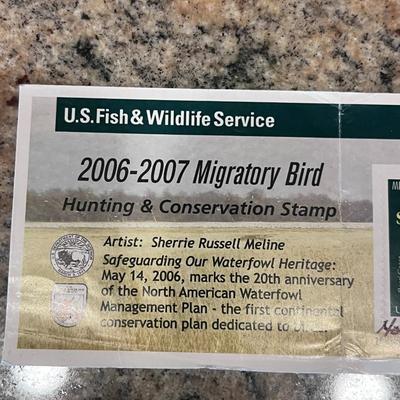 U.S. Fish & Wildlife Service
2006-2007 Migratory Bird
Hunting & Conservation Stamp
Artist: Sherrie Russell Meline
Safeguarding Our Waterfowl Heritage:
May 14, 2006, marks the 20th anniversary
of the North American Waterfowl
Management Plan - the first continental
conservation plan dedicated to